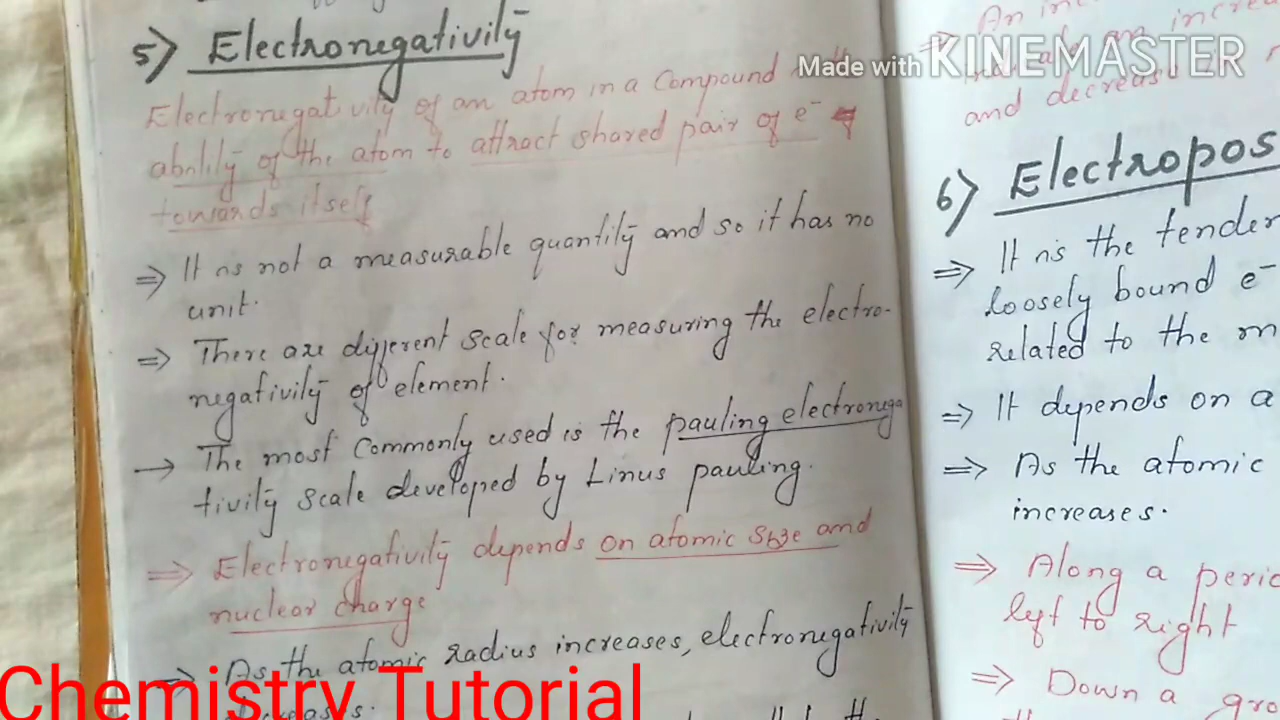 5) Electronegativity
Electronegativity of an atom in a compound
ability of the atom to attract shared pair of e⁻
towards itself
⇒ It is not a measurable quantity and so it has no
unit.
⇒ There are different scale for measuring the electro-
negativity of element.
→ The most commonly used is the pauling electronega
tivity scale developed by Linus pauling.
⇒ Electronegativity depends on atomic size and
nuclear charge
⇒ As the atomic radius increases, electronegativity
Made with KINEMASTER
and
6) Electropos
⇒ It is the
loosely bound e⁻
related to the m
⇒ It depends on a
⇒ As the atomic
increases.
⇒ Along a
left to right
⇒ Down a
Chemistry Tutorial